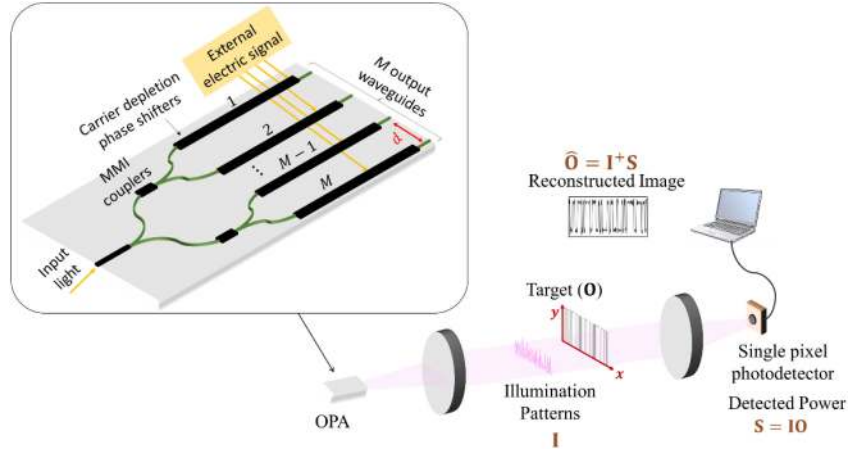 External
electric signal
Carrier depletion
phase shifters
M output
waveguides
1
2
⋮
M − 1
M
d
MMI
couplers
Input
light
Ô = I⁺S
Reconstructed Image
Target (O)
y
x
OPA
Illumination
Patterns
I
Single pixel
photodetector
Detected Power
S = IO